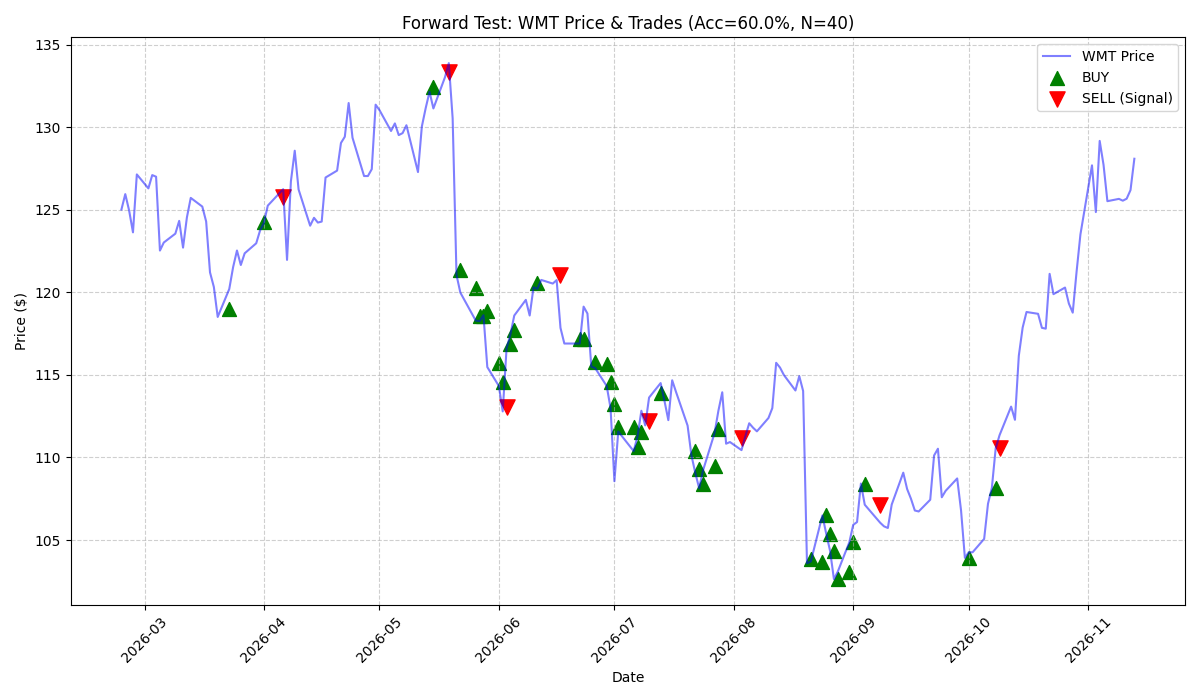 Forward Test: WMT Price & Trades (Acc=60.0%, N=40)
WMT Price
BUY
SELL (Signal)
Price ($)
135
130
125
120
115
110
105
2026-03
2026-04
2026-05
2026-06
2026-07
2026-08
2026-09
2026-10
2026-11
Date